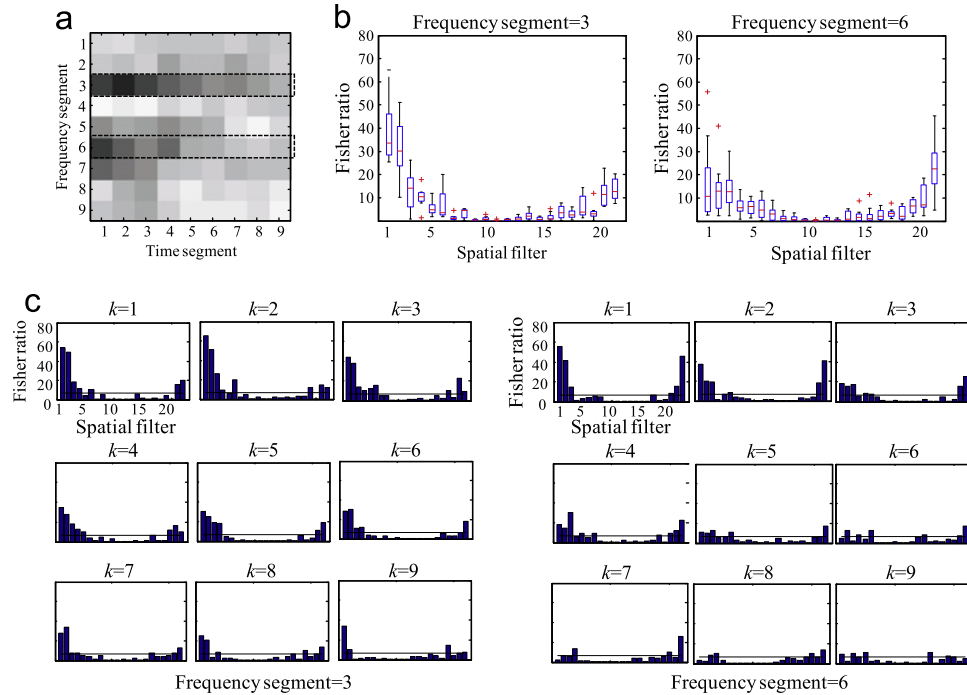 a
1
2
3
4
5
6
7
8
9
Frequency segment
1 2 3 4 5 6 7 8 9
Time segment
b
Frequency segment=3
80
70
60
50
40
30
20
10
Fisher ratio
1 5 10 15 20
Spatial filter
Frequency segment=6
80
70
60
50
40
30
20
10
Fisher ratio
1 5 10 15 20
Spatial filter
c
k=1 k=2 k=3
80
60
40
20
0
Fisher ratio
1 5 10 15 20
Spatial filter
k=4 k=5 k=6
k=7 k=8 k=9
Frequency segment=3
k=1 k=2 k=3
80
60
40
20
0
Fisher ratio
1 5 10 15 20
Spatial filter
k=4 k=5 k=6
k=7 k=8 k=9
Frequency segment=6